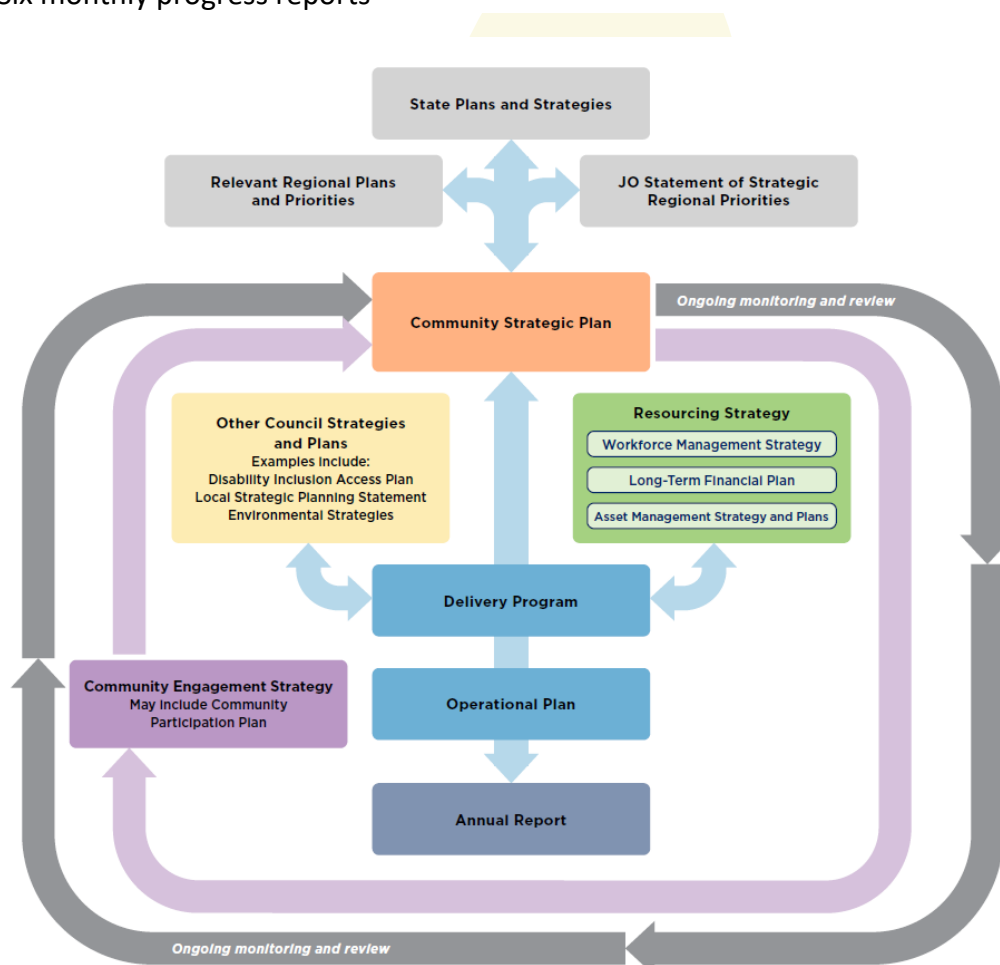 Six monthly progress reports
State Plans and Strategies
Relevant Regional Plans
and Priorities
JO Statement of Strategic
Regional Priorities
Community Strategic Plan
Ongoing monitoring and review
Other Council Strategies
and Plans
Examples Include:
Disability Inclusion Access Plan
Local Strategic Planning Statement
Environmental Strategies
Resourcing Strategy
Workforce Management Strategy
Long-Term Financial Plan
Asset Management Strategy and Plans
Delivery Program
Community Engagement Strategy
May Include Community
Participation Plan
Operational Plan
Annual Report
Ongoing monitoring and review